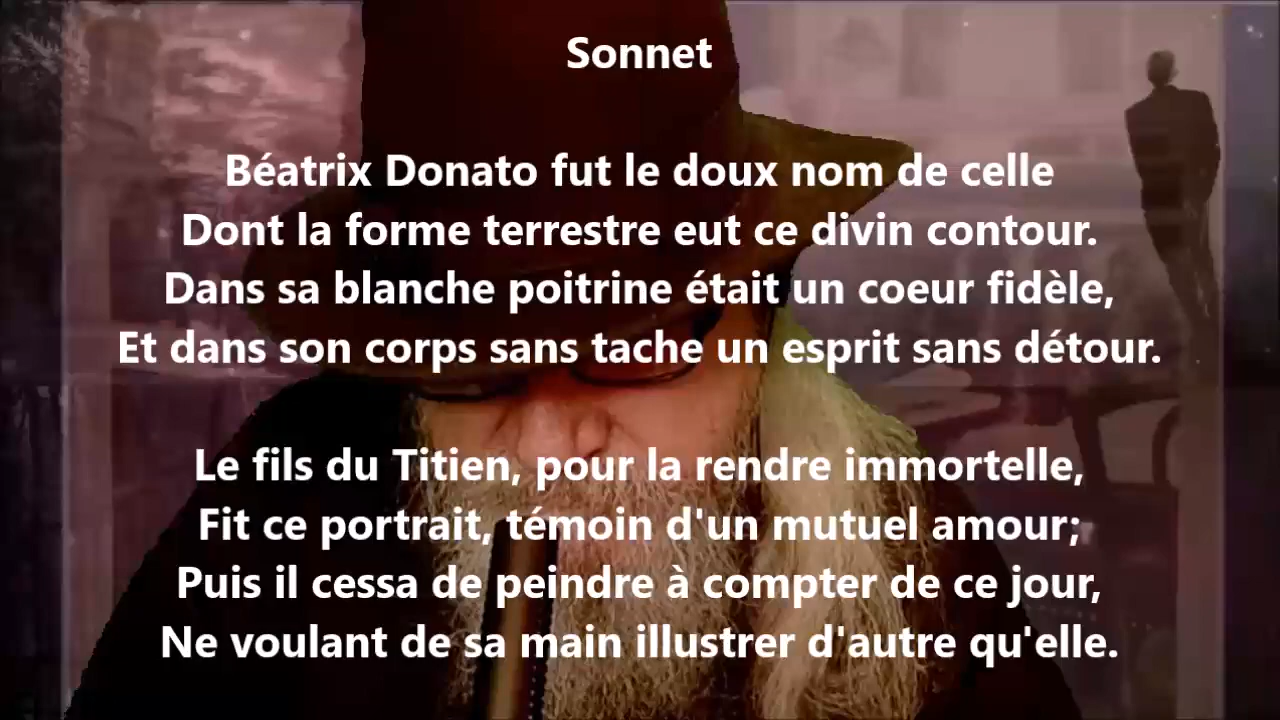 Sonnet
Béatrix Donato fut le doux nom de celle
Dont la forme terrestre eut ce divin contour.
Dans sa blanche poitrine était un coeur fidèle,
Et dans son corps sans tache un esprit sans détour.
Le fils du Titien, pour la rendre immortelle,
Fit ce portrait, témoin d'un mutuel amour;
Puis il cessa de peindre à compter de ce jour,
Ne voulant de sa main illustrer d'autre qu'elle.